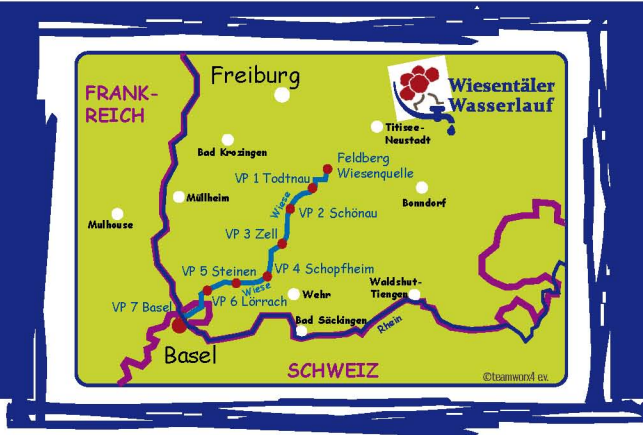 FRANK-
REICH
Freiburg
Wiesentäler
Wasserlauf
Titisee-
Neustadt
Bad Krozingen
Feldberg
Wiesenquelle
VP 1 Todtnau
Müllheim
Bonndorf
Wiese
VP 2 Schönau
Mulhouse
VP 3 Zell
VP 5 Steinen
VP 4 Schopfheim
Wiese
Waldshut-
Tiengen
Wehr
VP 7 Basel
VP 6 Lörrach
Bad Säckingen
Rhein
Basel
SCHWEIZ
©teamworx4 ev.